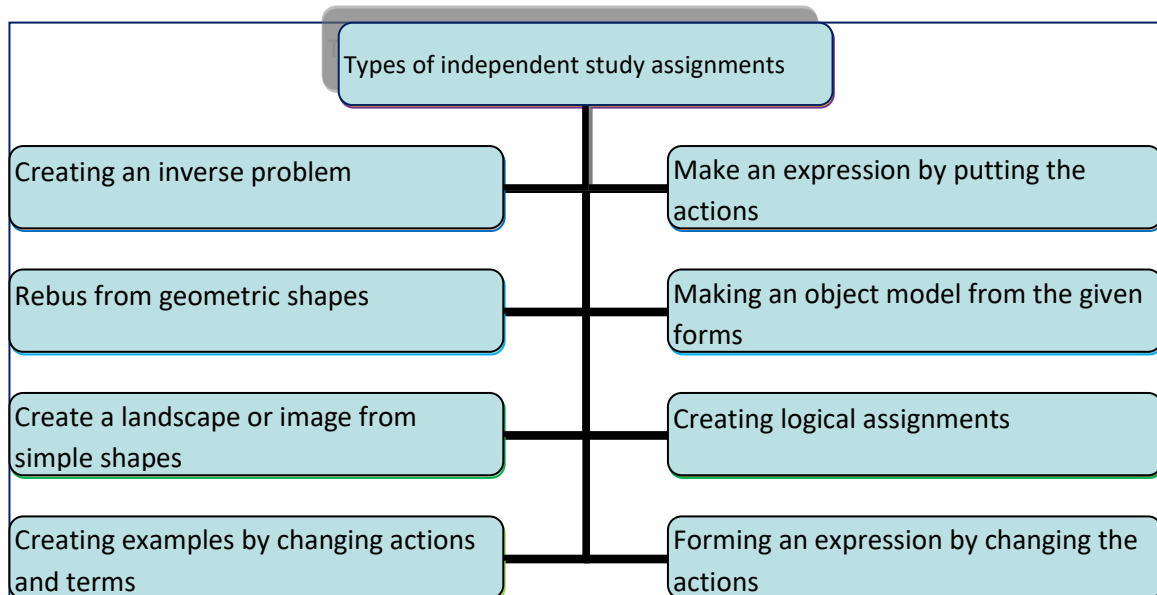 Types of independent study assignments
Creating an inverse problem
Make an expression by putting the
actions
Rebus from geometric shapes
Making an object model from the given
forms
Create a landscape or image from
simple shapes
Creating logical assignments
Creating examples by changing actions
and terms
Forming an expression by changing the
actions